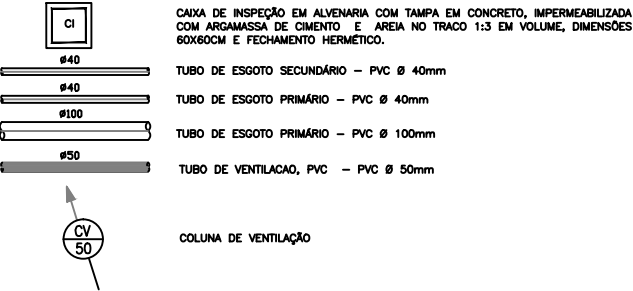 CI
CAIXA DE INSPEÇÃO EM ALVENARIA COM TAMPA EM CONCRETO, IMPERMEABILIZADA
COM ARGAMASSA DE CIMENTO E AREIA NO TRACO 1:3 EM VOLUME, DIMENSÕES
60X60CM E FECHAMENTO HERMÉTICO.
Ø40
TUBO DE ESGOTO SECUNDÁRIO – PVC Ø 40mm
Ø40
TUBO DE ESGOTO PRIMÁRIO – PVC Ø 40mm
Ø100
TUBO DE ESGOTO PRIMÁRIO – PVC Ø 100mm
Ø50
TUBO DE VENTILACAO, PVC – PVC Ø 50mm
CV
50
COLUNA DE VENTILAÇÃO